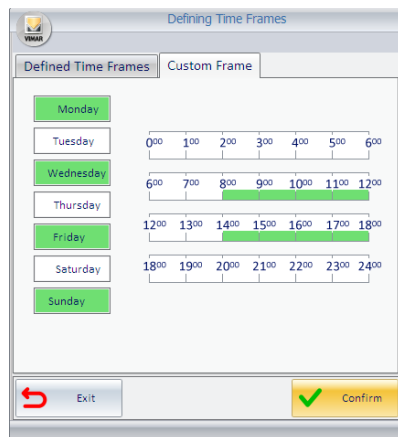 Defining Time Frames
VIMAR
Defined Time Frames Custom Frame
Monday
Tuesday
Wednesday
Thursday
Friday
Saturday
Sunday
0⁰⁰ 1⁰⁰ 2⁰⁰ 3⁰⁰ 4⁰⁰ 5⁰⁰ 6⁰⁰
6⁰⁰ 7⁰⁰ 8⁰⁰ 9⁰⁰ 10⁰⁰ 11⁰⁰ 12⁰⁰
12⁰⁰ 13⁰⁰ 14⁰⁰ 15⁰⁰ 16⁰⁰ 17⁰⁰ 18⁰⁰
18⁰⁰ 19⁰⁰ 20⁰⁰ 21⁰⁰ 22⁰⁰ 23⁰⁰ 24⁰⁰
Exit Confirm